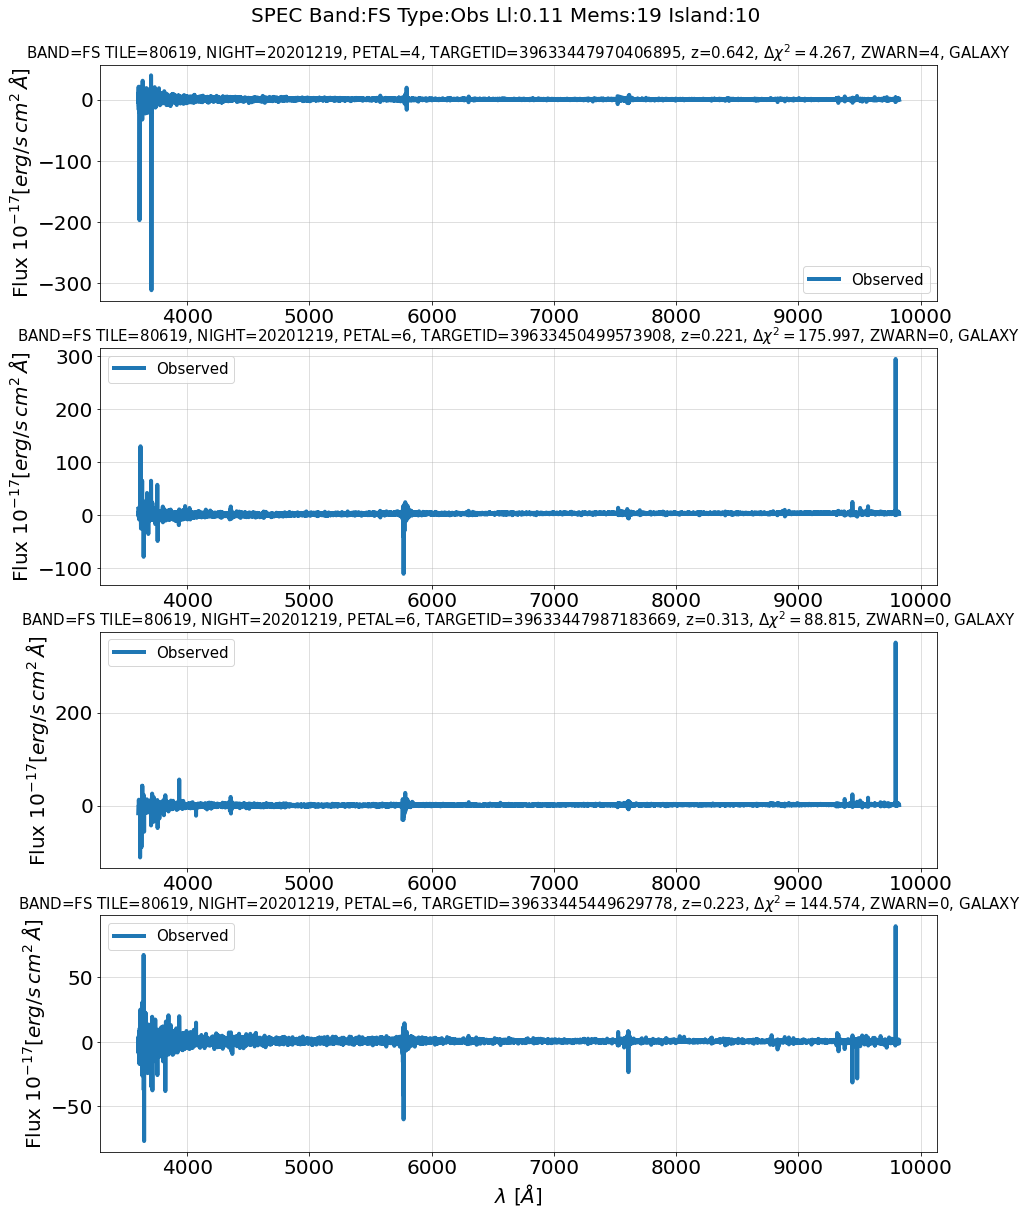 SPEC Band:FS Type:Obs Ll:0.11 Mems:19 Island:10
BAND=FS TILE=80619, NIGHT=20201219, PETAL=4, TARGETID=39633447970406895, z=0.642, Δχ² = 4.267, ZWARN=4, GALAXY
Flux 10⁻¹⁷[erg/s cm² Å]
0
−100
−200
−300
Observed
4000 5000 6000 7000 8000 9000 10000
BAND=FS TILE=80619, NIGHT=20201219, PETAL=6, TARGETID=39633450499573908, z=0.221, Δχ² = 175.997, ZWARN=0, GALAXY
Flux 10⁻¹⁷[erg/s cm² Å]
300
200
100
0
−100
Observed
4000 5000 6000 7000 8000 9000 10000
BAND=FS TILE=80619, NIGHT=20201219, PETAL=6, TARGETID=39633447987183669, z=0.313, Δχ² = 88.815, ZWARN=0, GALAXY
Flux 10⁻¹⁷[erg/s cm² Å]
200
0
Observed
4000 5000 6000 7000 8000 9000 10000
BAND=FS TILE=80619, NIGHT=20201219, PETAL=6, TARGETID=39633445449629778, z=0.223, Δχ² = 144.574, ZWARN=0, GALAXY
Flux 10⁻¹⁷[erg/s cm² Å]
50
0
−50
Observed
4000 5000 6000 7000 8000 9000 10000
λ [Å]